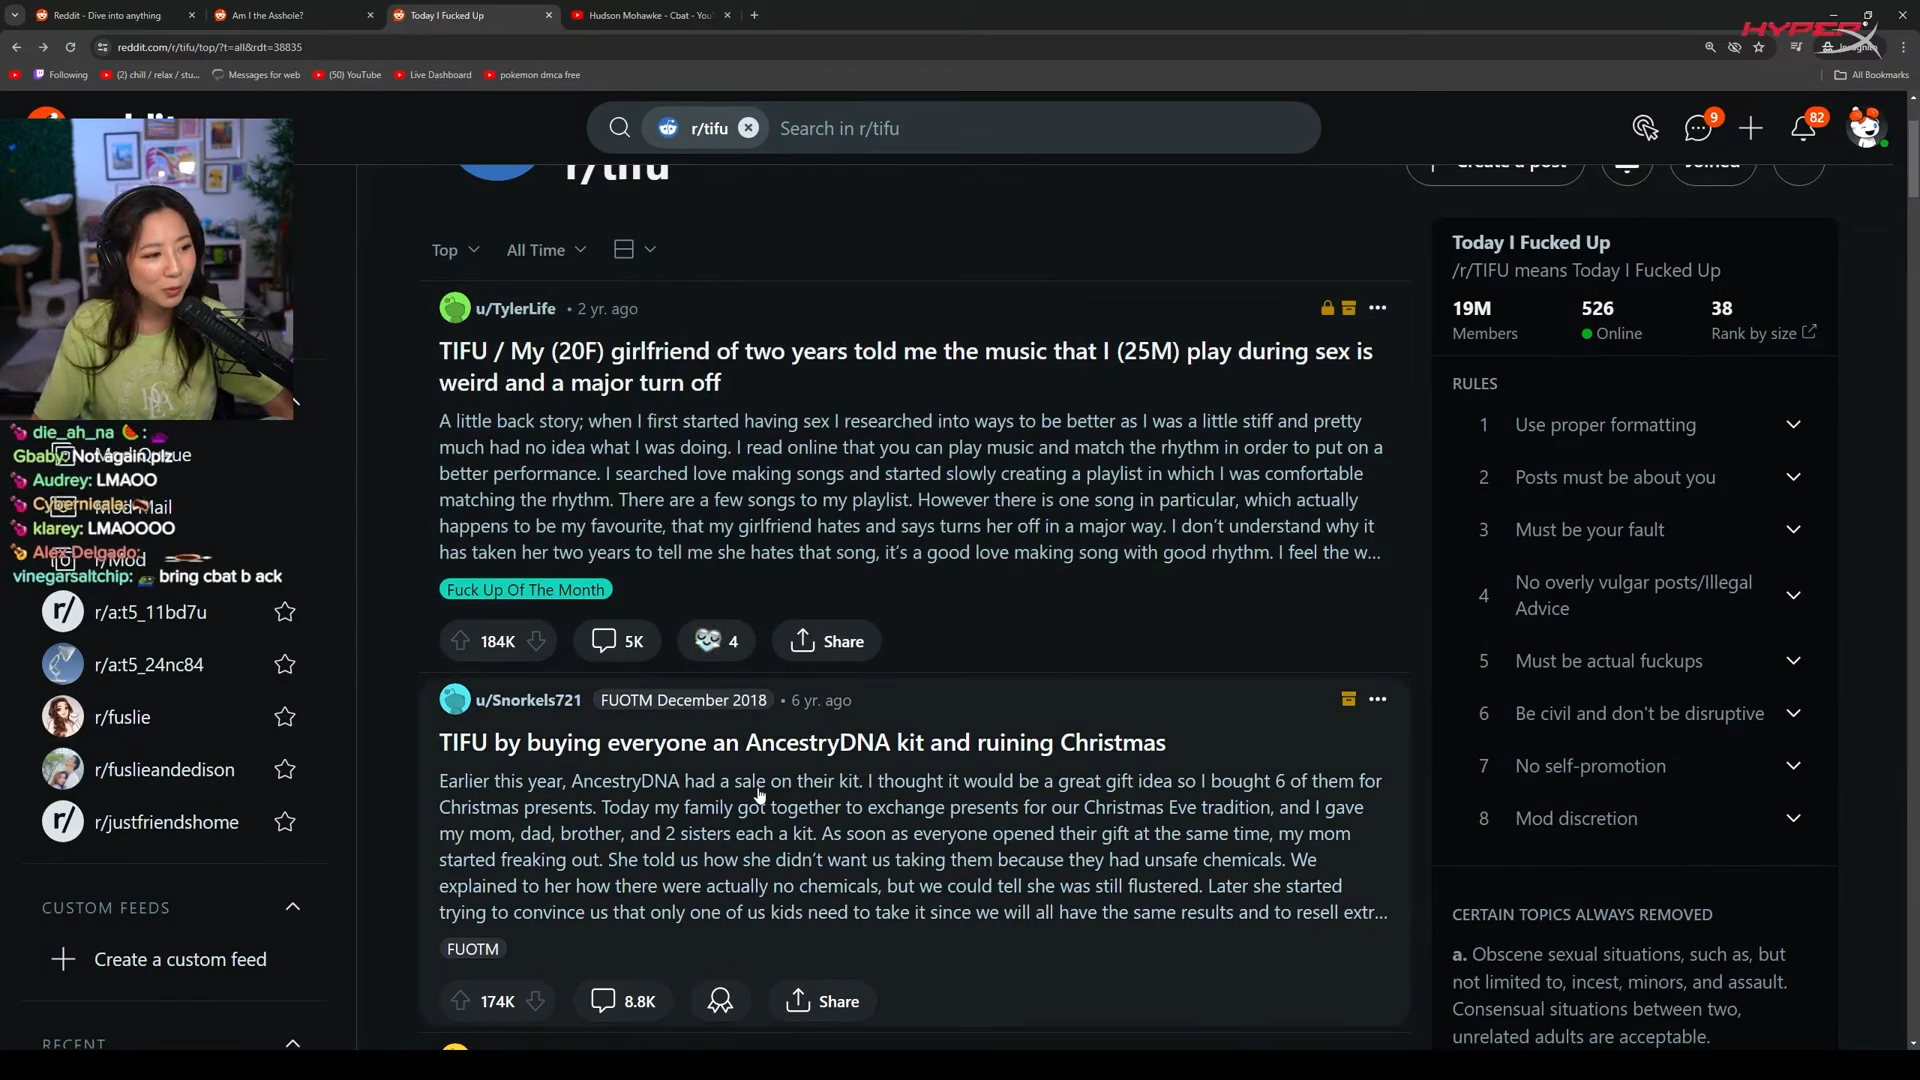 Reddit - Dive into anything
Am I the Asshole?
Today I Fucked Up
Hudson Mohawke - Cbat - You
HYPERX
reddit.com/r/tifu/top/?t=all&rdt=38835
Following
(2) chill / relax / stu...
Messages for web
(50) YouTube
Live Dashboard
pokemon dmca free
All Bookmarks
r/tifu
Search in r/tifu
9
82
r/tifu
Create a post
Joined
Top
All Time
u/TylerLife • 2 yr. ago
TIFU / My (20F) girlfriend of two years told me the music that I (25M) play during sex is
weird and a major turn off
A little back story; when I first started having sex I researched into ways to be better as I was a little stiff and pretty
much had no idea what I was doing. I read online that you can play music and match the rhythm in order to put on a
better performance. I searched love making songs and started slowly creating a playlist in which I was comfortable
matching the rhythm. There are a few songs to my playlist. However there is one song in particular, which actually
happens to be my favourite, that my girlfriend hates and says turns her off in a major way. I don't understand why it
has taken her two years to tell me she hates that song, it's a good love making song with good rhythm. I feel the w...
Fuck Up Of The Month
184K
5K
4
Share
u/Snorkels721
FUOTM December 2018
• 6 yr. ago
TIFU by buying everyone an AncestryDNA kit and ruining Christmas
Earlier this year, AncestryDNA had a sale on their kit. I thought it would be a great gift idea so I bought 6 of them for
Christmas presents. Today my family got together to exchange presents for our Christmas Eve tradition, and I gave
my mom, dad, brother, and 2 sisters each a kit. As soon as everyone opened their gift at the same time, my mom
started freaking out. She told us how she didn't want us taking them because they had unsafe chemicals. We
explained to her how there were actually no chemicals, but we could tell she was still flustered. Later she started
trying to convince us that only one of us kids need to take it since we will all have the same results and to resell extr...
FUOTM
174K
8.8K
Share
die_ah_na :
Gbaby: NotAgain plz
Queue
Audrey: LMAOO
Cybernicala:
Mod Mail
klarey: LMAOOOO
Alex Delgado:
r/Mod
vinegarsaltchip: bring cbat b ack
r/a:t5_11bd7u
r/a:t5_24nc84
r/fuslie
r/fuslieandedison
r/justfriendshome
CUSTOM FEEDS
Create a custom feed
RECENT
Today I Fucked Up
/r/TIFU means Today I Fucked Up
19M
526
38
Members
Online
Rank by size
RULES
1 Use proper formatting
2 Posts must be about you
3 Must be your fault
4 No overly vulgar posts/Illegal
Advice
5 Must be actual fuckups
6 Be civil and don't be disruptive
7 No self-promotion
8 Mod discretion
CERTAIN TOPICS ALWAYS REMOVED
a. Obscene sexual situations, such as, but
not limited to, incest, minors, and assault.
Consensual situations between two,
unrelated adults are acceptable.